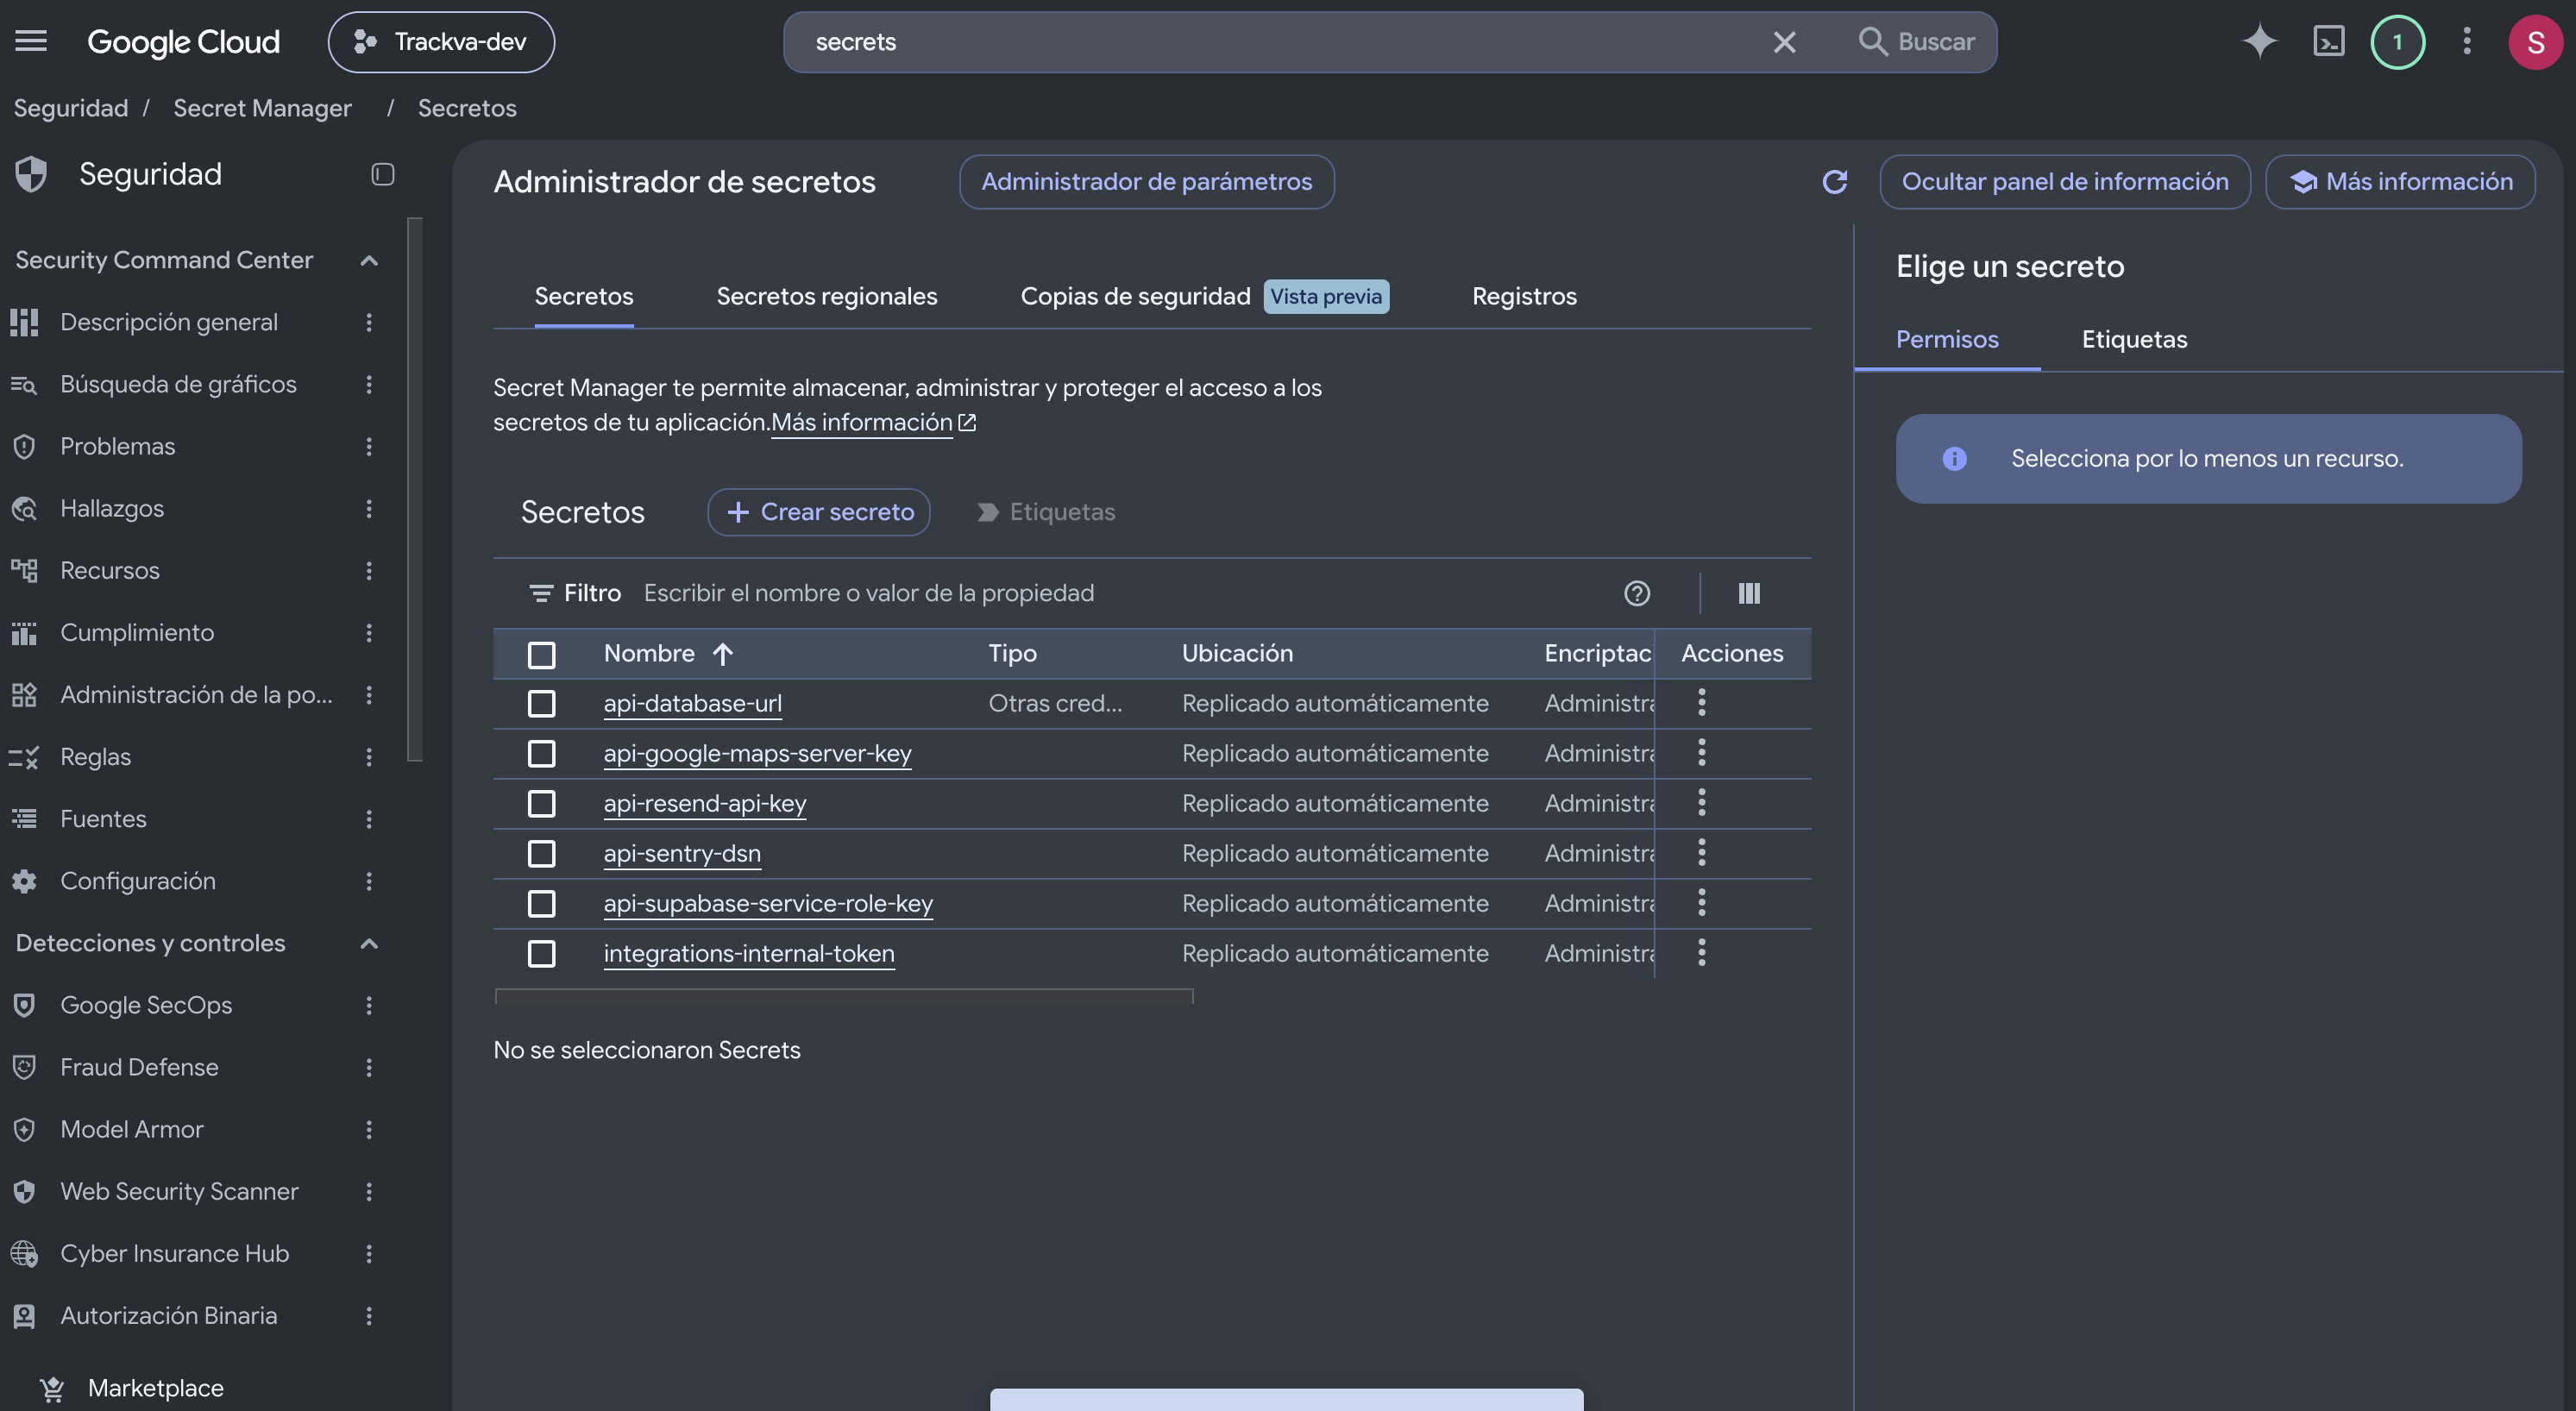 Google Cloud
Trackva-dev
secrets
Buscar
1
S
Seguridad / Secret Manager / Secretos
Seguridad
Security Command Center
Descripción general
Búsqueda de gráficos
Problemas
Hallazgos
Recursos
Cumplimiento
Administración de la po...
Reglas
Fuentes
Configuración
Detecciones y controles
Google SecOps
Fraud Defense
Model Armor
Web Security Scanner
Cyber Insurance Hub
Autorización Binaria
Marketplace
Administrador de secretos
Administrador de parámetros
Ocultar panel de información
Más información
Secretos Secretos regionales Copias de seguridad Vista previa Registros
Secret Manager te permite almacenar, administrar y proteger el acceso a los
secretos de tu aplicación.Más información
Secretos
Crear secreto
Etiquetas
Filtro Escribir el nombre o valor de la propiedad
Nombre Tipo Ubicación Encriptac Acciones
api-database-url Otras cred... Replicado automáticamente Administra
api-google-maps-server-key Replicado automáticamente Administra
api-resend-api-key Replicado automáticamente Administra
api-sentry-dsn Replicado automáticamente Administra
api-supabase-service-role-key Replicado automáticamente Administra
integrations-internal-token Replicado automáticamente Administra
No se seleccionaron Secrets
Elige un secreto
Permisos Etiquetas
Selecciona por lo menos un recurso.